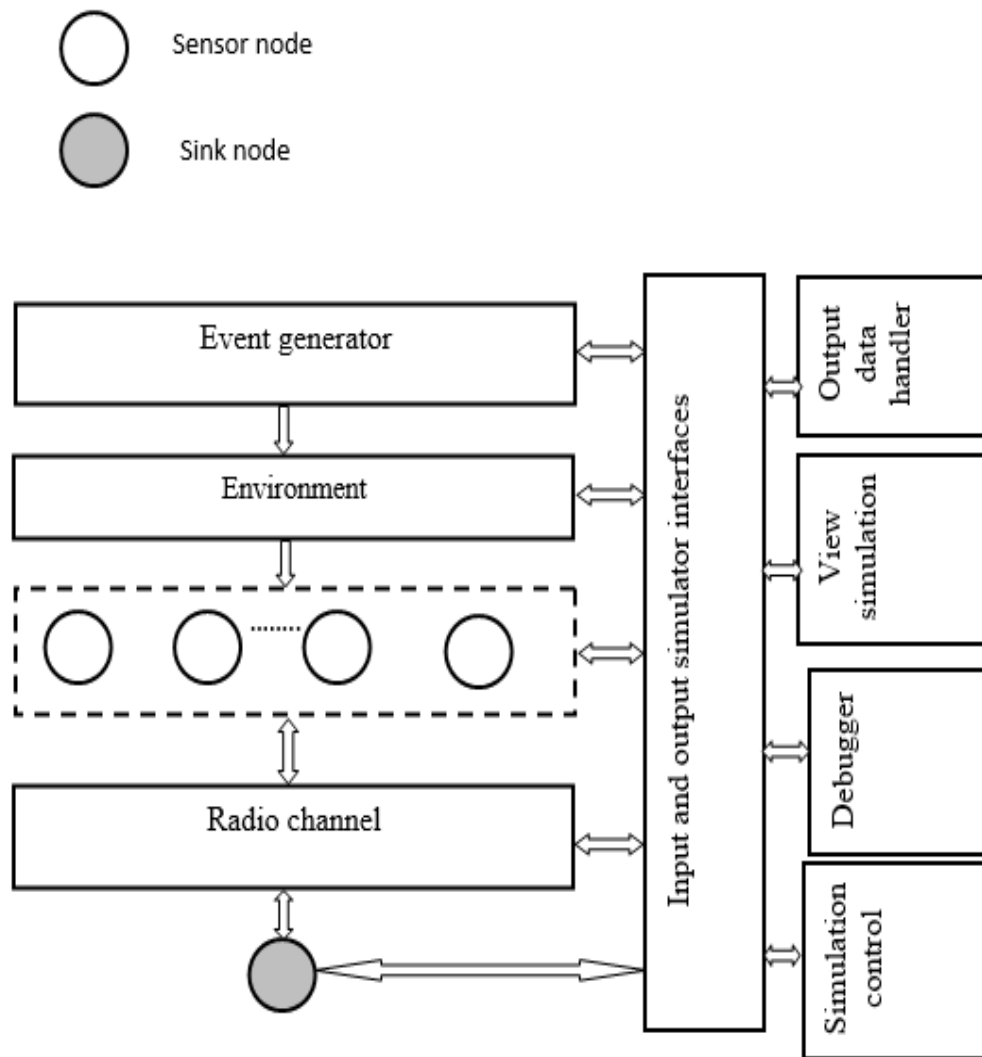 Sensor node
Sink node
Event generator
Environment
........
Radio channel
Input and output simulator interfaces
Output
data
handler
View
simulation
Debugger
Simulation
control